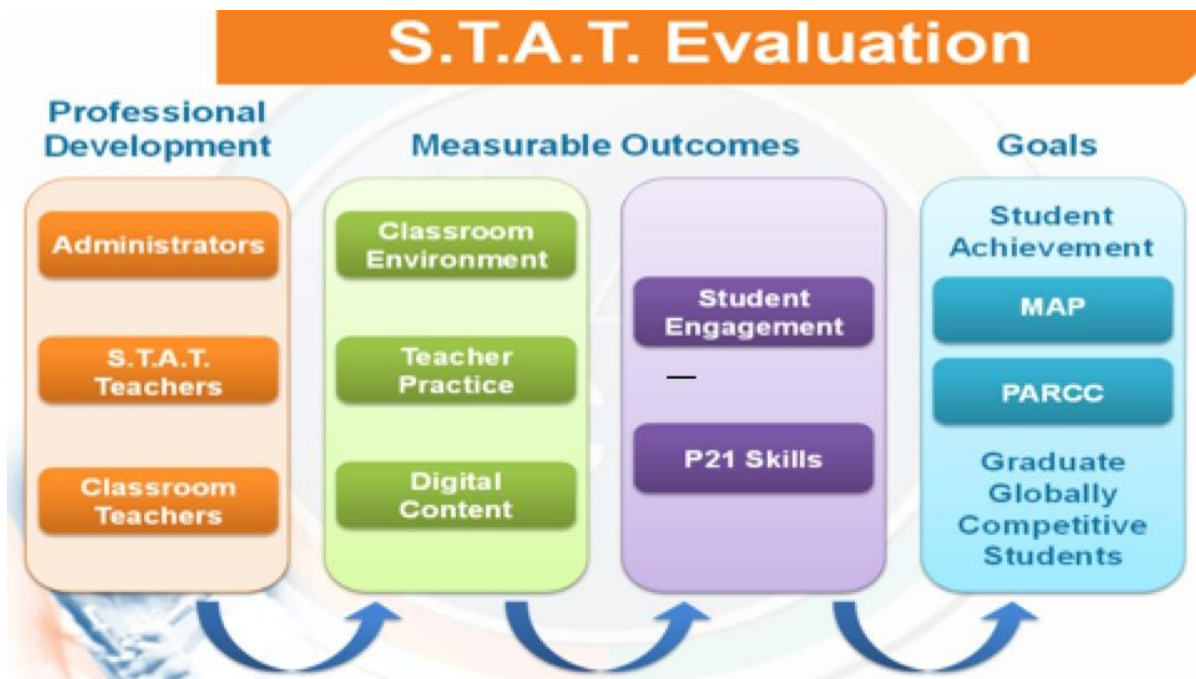 S.T.A.T. Evaluation
Professional
Development
Administrators
S.T.A.T.
Teachers
Classroom
Teachers
Measurable Outcomes
Classroom
Environment
Teacher
Practice
Digital
Content
Student
Engagement
—
P21 Skills
Goals
Student
Achievement
MAP
PARCC
Graduate
Globally
Competitive
Students